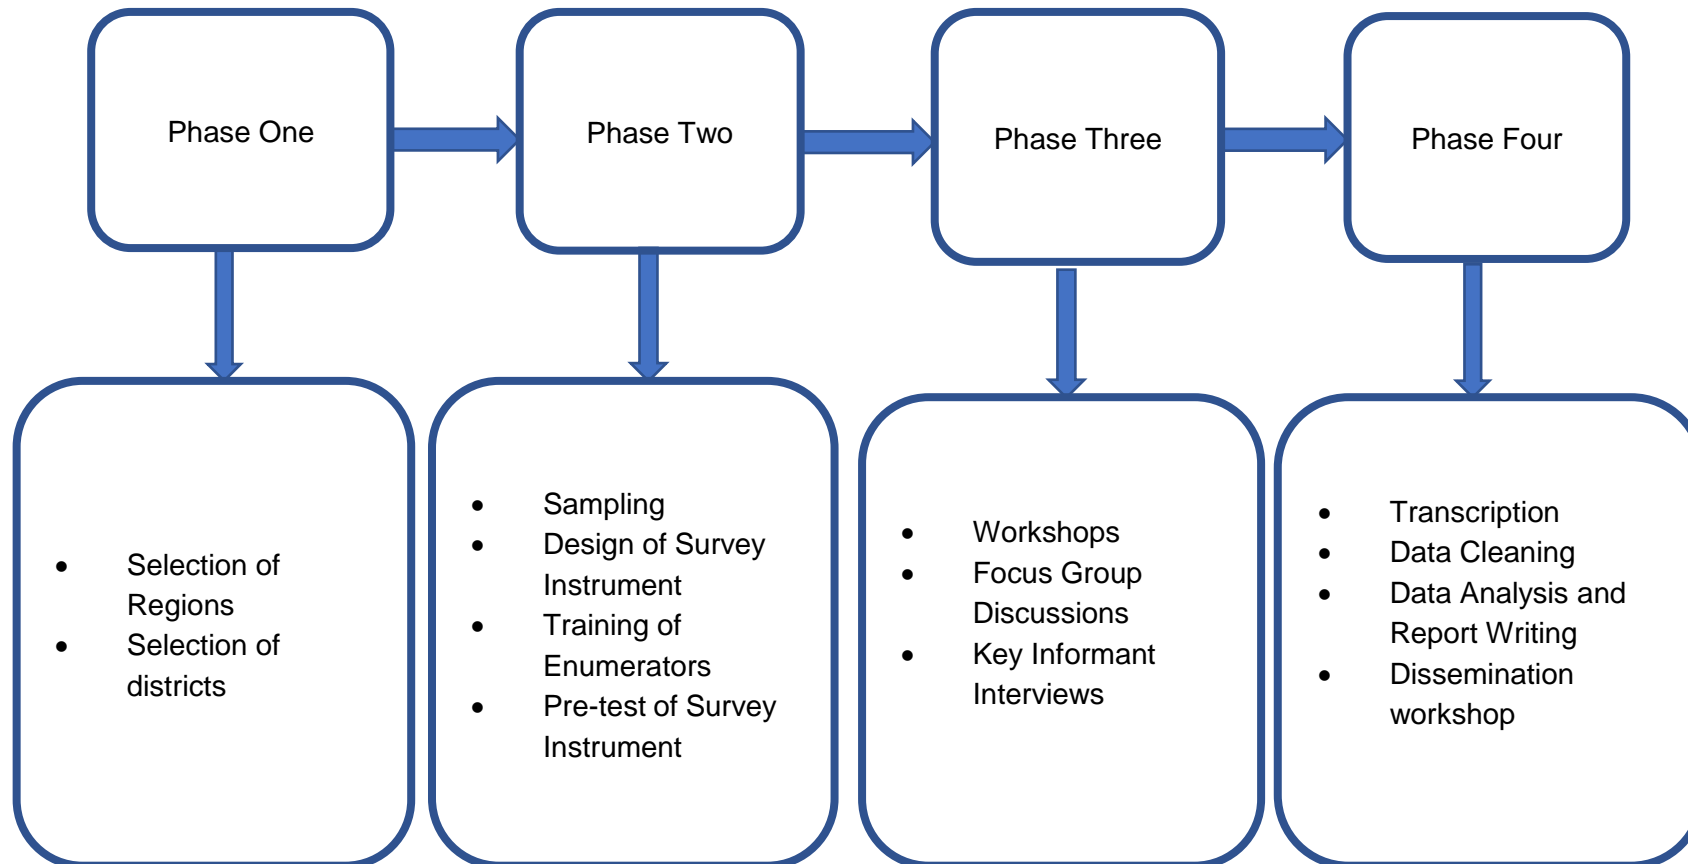 Phase One
Phase Two
Phase Three
Phase Four
• Selection of
Regions
• Selection of
districts
• Sampling
• Design of Survey
Instrument
• Training of
Enumerators
• Pre-test of Survey
Instrument
• Workshops
• Focus Group
Discussions
• Key Informant
Interviews
• Transcription
• Data Cleaning
• Data Analysis and
Report Writing
• Dissemination
workshop